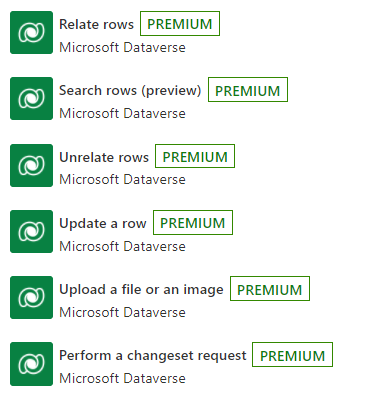 Relate rows PREMIUM
Microsoft Dataverse
Search rows (preview) PREMIUM
Microsoft Dataverse
Unrelate rows PREMIUM
Microsoft Dataverse
Update a row PREMIUM
Microsoft Dataverse
Upload a file or an image PREMIUM
Microsoft Dataverse
Perform a changeset request PREMIUM
Microsoft Dataverse